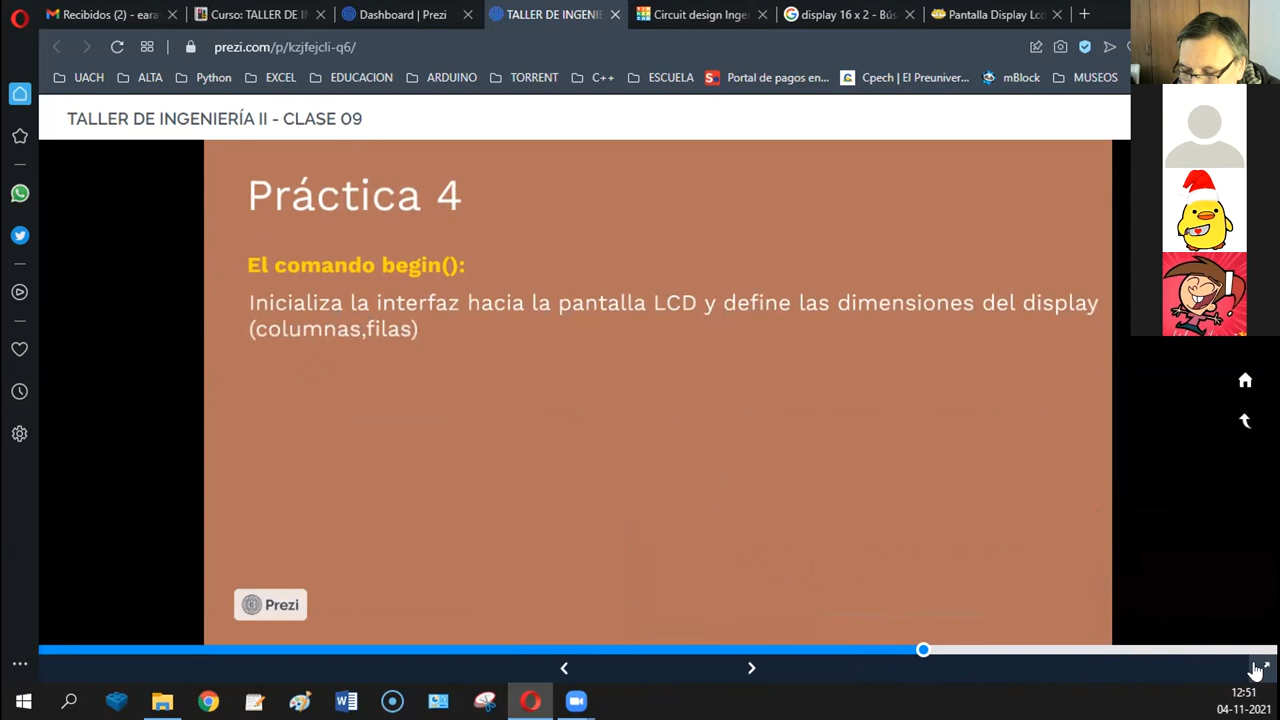 Recibidos (2) - eara
Curso: TALLER DE IN
Dashboard | Prezi
TALLER DE INGENIE
Circuit design Inge
display 16 x 2 - Bús
Pantalla Display Lcd
prezi.com/p/kzjfejcli-q6/
UACH
ALTA
Python
EXCEL
EDUCACION
ARDUINO
TORRENT
C++
ESCUELA
Portal de pagos en...
Cpech | El Preuniver...
mBlock
MUSEOS
TALLER DE INGENIERÍA II - CLASE 09
Práctica 4
El comando begin():
Inicializa la interfaz hacia la pantalla LCD y define las dimensiones del display
(columnas,filas)
Prezi
12:51
04-11-2021